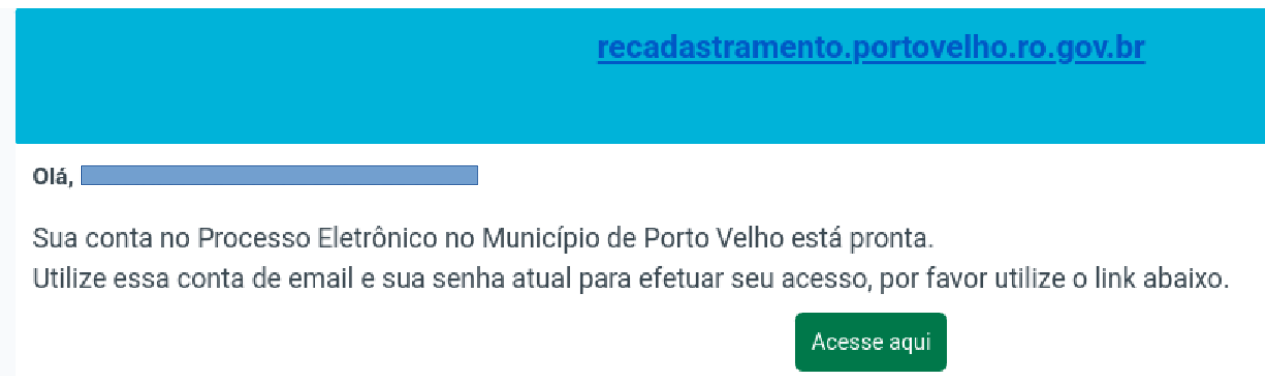 recadastramento.portovelho.ro.gov.br
Olá,
Sua conta no Processo Eletrônico no Município de Porto Velho está pronta.
Utilize essa conta de email e sua senha atual para efetuar seu acesso, por favor utilize o link abaixo.
Acesse aqui